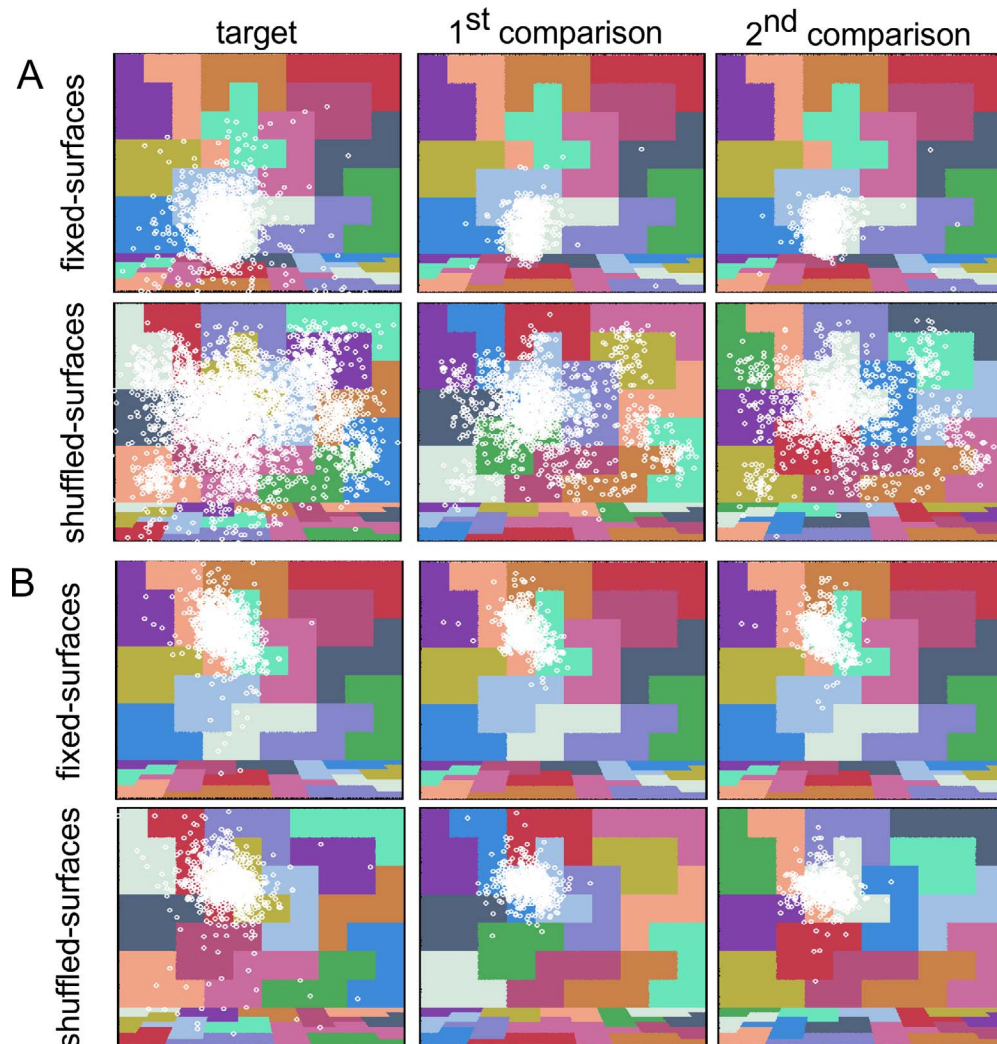 target 1st comparison 2nd comparison
A
fixed-surfaces
shuffled-surfaces
B
fixed-surfaces
shuffled-surfaces